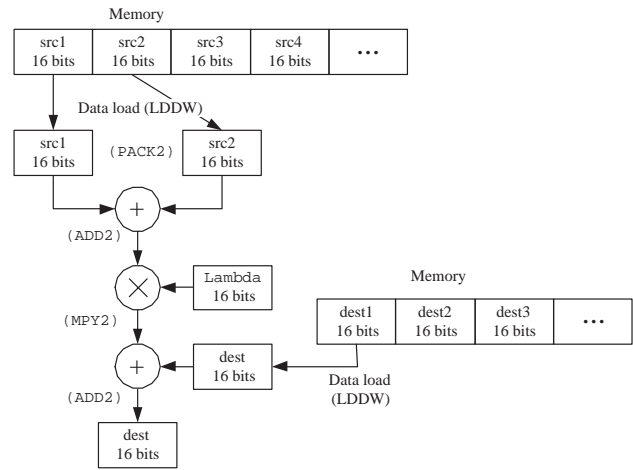 Memory
src1 src2 src3 src4 •••
16 bits 16 bits 16 bits 16 bits
Data load (LDDW)
src1 (PACK2) src2
16 bits 16 bits
+
(ADD2)
× Lambda
16 bits
(MPY2)
Memory
dest1 dest2 dest3 •••
16 bits 16 bits 16 bits
+ dest
16 bits
Data load
(LDDW)
(ADD2)
dest
16 bits